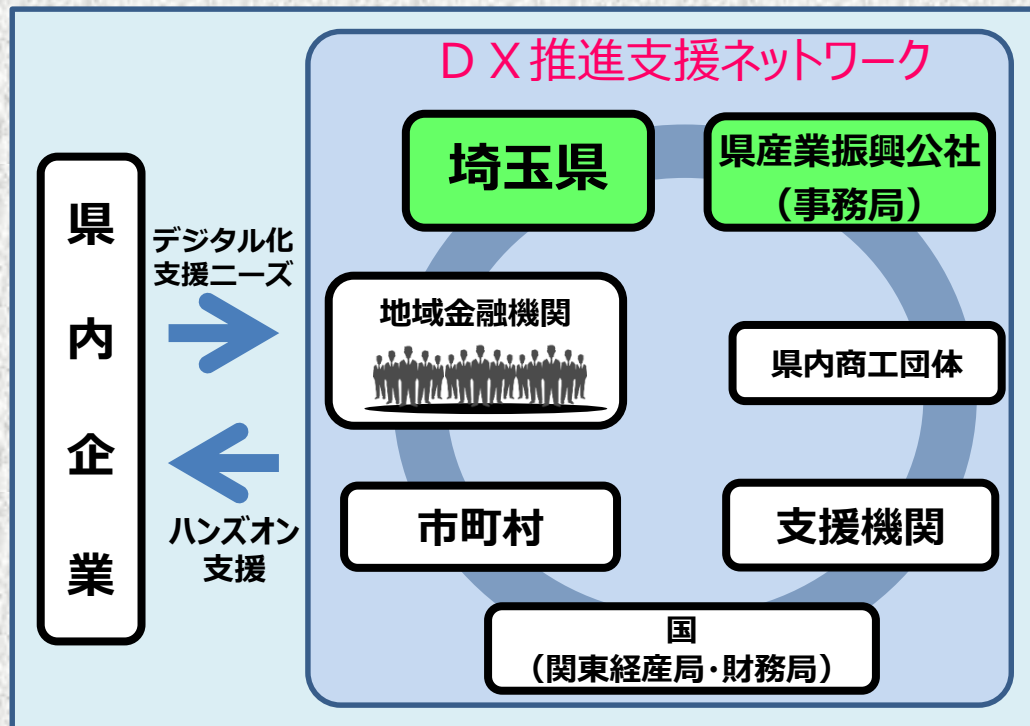 ＤＸ推進支援ネットワーク
埼玉県
県産業振興公社
（事務局）
県内企業
デジタル化
支援ニーズ
地域金融機関
県内商工団体
ハンズオン
支援
市町村
支援機関
国
（関東経産局・財務局）